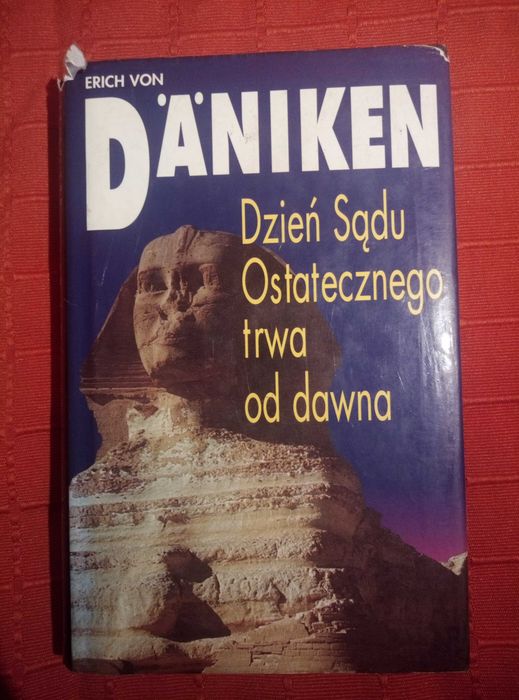 ERICH VON
DÄNIKEN
Dzień Sądu
Ostatecznego
trwa
od dawna